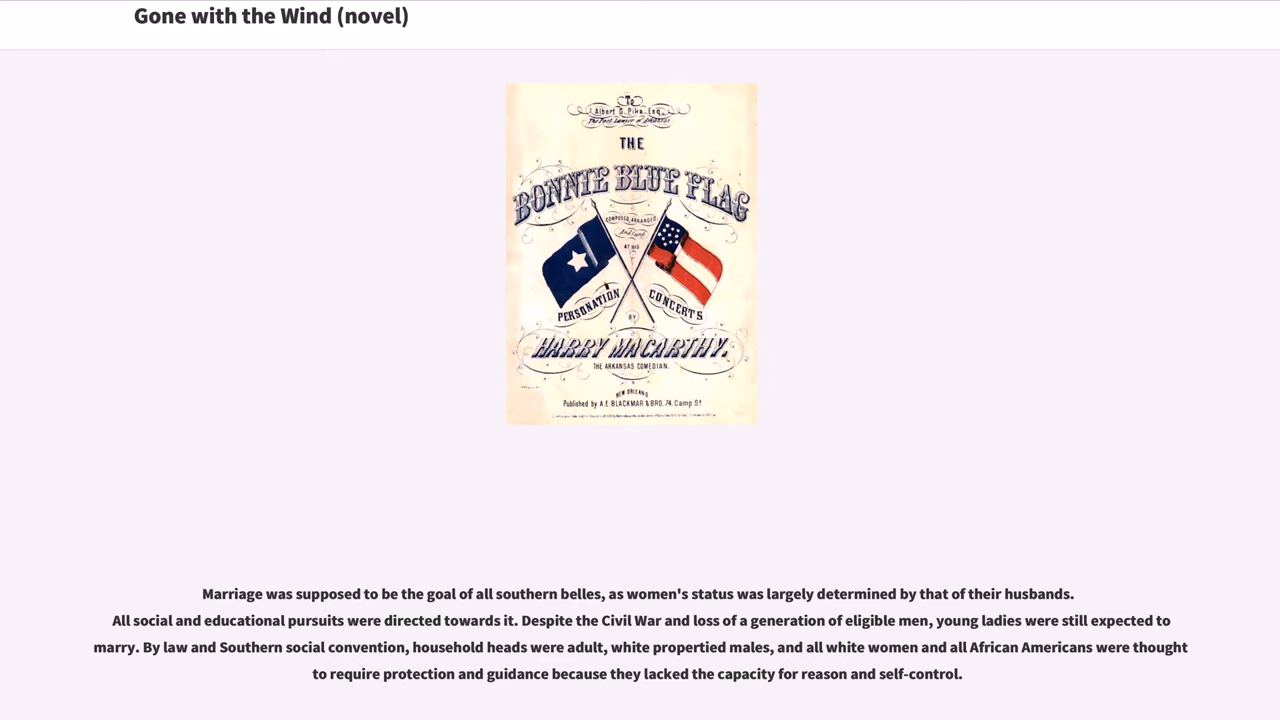 Gone with the Wind (novel)
To
Albert G. Pike, Esq.
THE
BONNIE BLUE FLAG
COMPOSED, ARRANGED,
And Sung
AT HIS
PERSONATION CONCERTS
BY
HARRY MACARTHY.
THE ARKANSAS COMEDIAN.
NEW ORLEANS
Published by A.E. BLACKMAR & BRO. 74. Camp St
Marriage was supposed to be the goal of all southern belles, as women's status was largely determined by that of their husbands.
All social and educational pursuits were directed towards it. Despite the Civil War and loss of a generation of eligible men, young ladies were still expected to
marry. By law and Southern social convention, household heads were adult, white propertied males, and all white women and all African Americans were thought
to require protection and guidance because they lacked the capacity for reason and self-control.